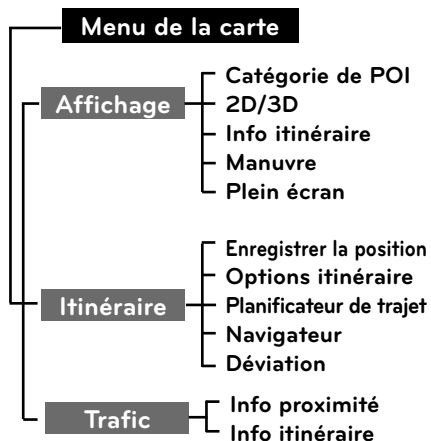 Menu de la carte
Affichage
Catégorie de POI
2D/3D
Info itinéraire
Manuvre
Plein écran
Itinéraire
Enregistrer la position
Options itinéraire
Planificateur de trajet
Navigateur
Déviation
Trafic
Info proximité
Info itinéraire